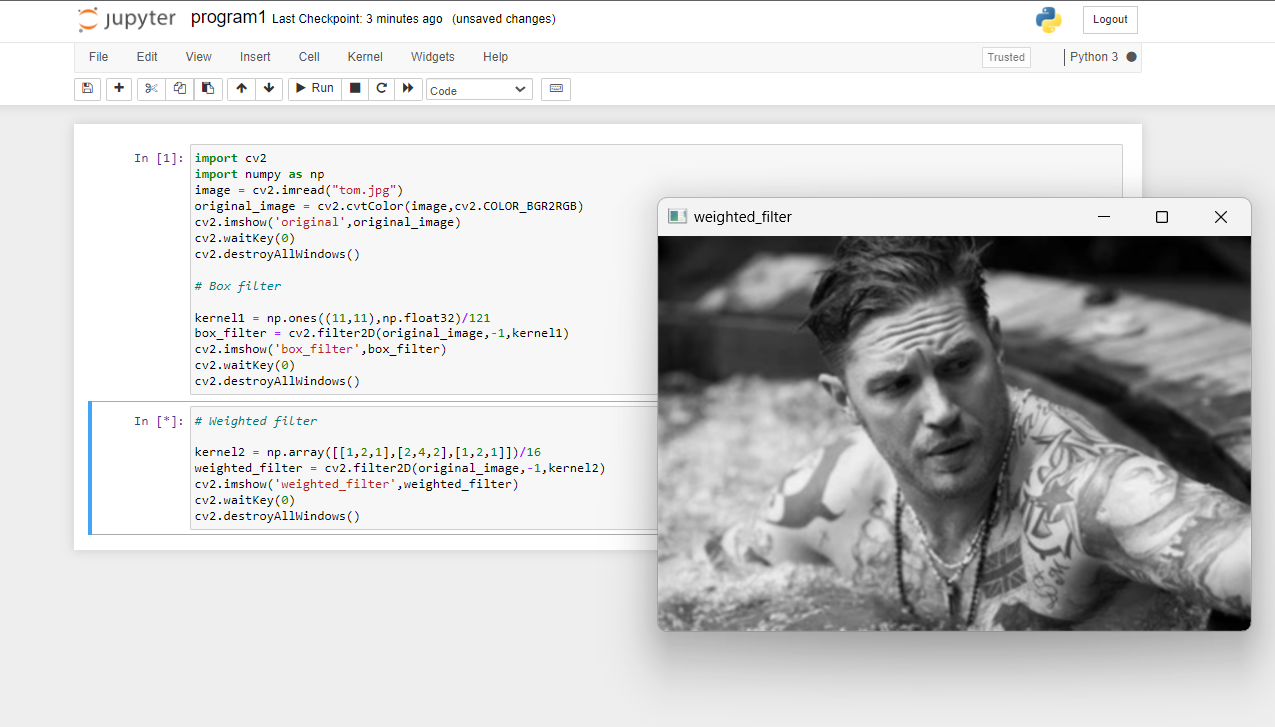 jupyter program1 Last Checkpoint: 3 minutes ago (unsaved changes) Logout
File Edit View Insert Cell Kernel Widgets Help Trusted Python 3
Run Code
In [1]: import cv2
import numpy as np
image = cv2.imread("tom.jpg")
original_image = cv2.cvtColor(image,cv2.COLOR_BGR2RGB)
cv2.imshow('original',original_image)
cv2.waitKey(0)
cv2.destroyAllWindows()
# Box filter
kernel1 = np.ones((11,11),np.float32)/121
box_filter = cv2.filter2D(original_image,-1,kernel1)
cv2.imshow('box_filter',box_filter)
cv2.waitKey(0)
cv2.destroyAllWindows()
In [*]: # Weighted filter
kernel2 = np.array([[1,2,1],[2,4,2],[1,2,1]])/16
weighted_filter = cv2.filter2D(original_image,-1,kernel2)
cv2.imshow('weighted_filter',weighted_filter)
cv2.waitKey(0)
cv2.destroyAllWindows()
weighted_filter